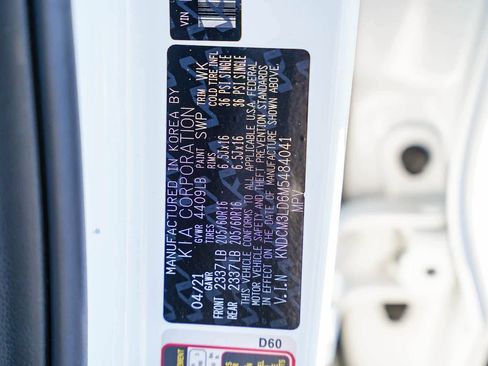 VIN
MANUFACTURED IN KOREA BY
KIA CORPORATION
04/21 GVWR 4409LB PAINT SWP TRIM WK
GAWR TIRES RIMS COLD TIRE INFL
FRONT 2337LB 205/60R16 6.5Jx16 36 PSI SINGLE
REAR 2337LB 205/60R16 6.5Jx16 36 PSI SINGLE
THIS VEHICLE CONFORMS TO ALL APPLICABLE U.S.A. FEDERAL
MOTOR VEHICLE SAFETY AND THEFT PREVENTION STANDARDS
IN EFFECT ON THE DATE OF MANUFACTURE SHOWN ABOVE.
V.I.N KNDCM3LD6M5484041
MPV
D60